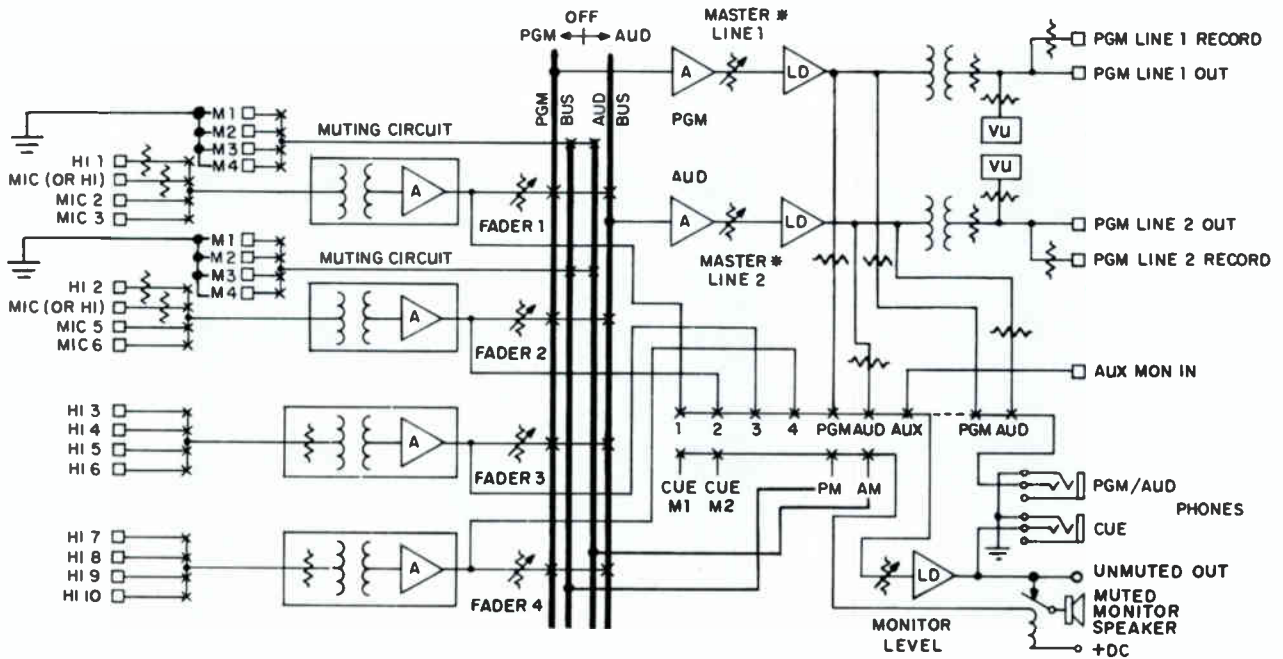 OFF
PGM AUD
MASTER *
LINE 1
A
LD
PGM
PGM LINE 1 RECORD
PGM LINE 1 OUT
VU
VU
PGM BUS AUD BUS
M1
M2
M3
M4
MUTING CIRCUIT
HI 1
MIC (OR HI)
MIC 2
MIC 3
A
FADER 1
AUD
A
LD
MASTER *
LINE 2
PGM LINE 2 OUT
PGM LINE 2 RECORD
M1
M2
M3
M4
MUTING CIRCUIT
HI 2
MIC (OR HI)
MIC 5
MIC 6
A
FADER 2
AUX MON IN
HI 3
HI 4
HI 5
HI 6
A
FADER 3
1 2 3 4 PGM AUD AUX PGM AUD
CUE M1
CUE M2
PM AM
PGM/AUD
PHONES
CUE
HI 7
HI 8
HI 9
HI 10
A
FADER 4
LD
MONITOR LEVEL
UNMUTED OUT
MUTED
MONITOR
SPEAKER
+DC